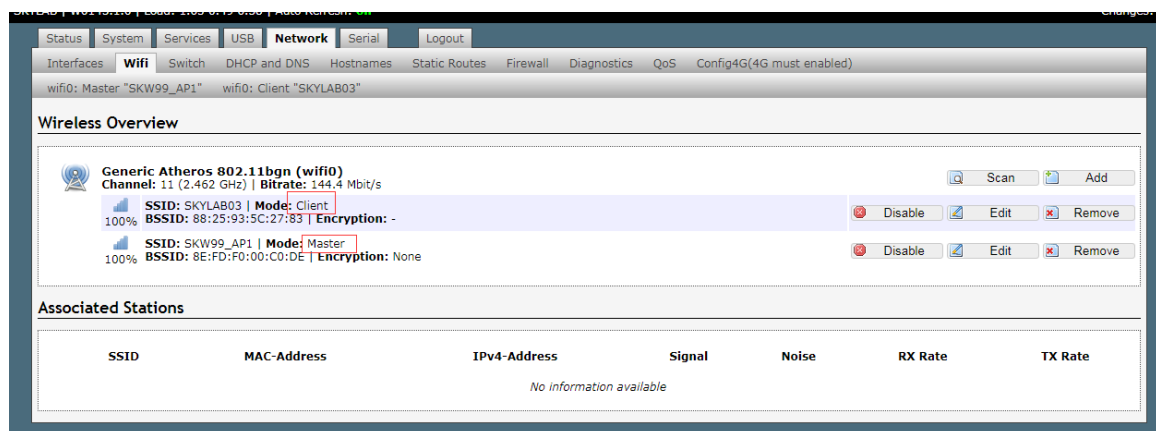 Status System Services USB Network Serial Logout
Interfaces Wifi Switch DHCP and DNS Hostnames Static Routes Firewall Diagnostics QoS Config4G(4G must enabled)
wifi0: Master "SKW99_AP1" wifi0: Client "SKYLAB03"
Wireless Overview
Generic Atheros 802.11bgn (wifi0)
Channel: 11 (2.462 GHz) | Bitrate: 144.4 Mbit/s
Scan Add
SSID: SKYLAB03 | Mode: Client
100% BSSID: 88:25:93:5C:27:83 | Encryption: -
Disable Edit Remove
SSID: SKW99_AP1 | Mode: Master
100% BSSID: 8E:FD:F0:00:C0:DE | Encryption: None
Disable Edit Remove
Associated Stations
SSID MAC-Address IPv4-Address Signal Noise RX Rate TX Rate
No information available